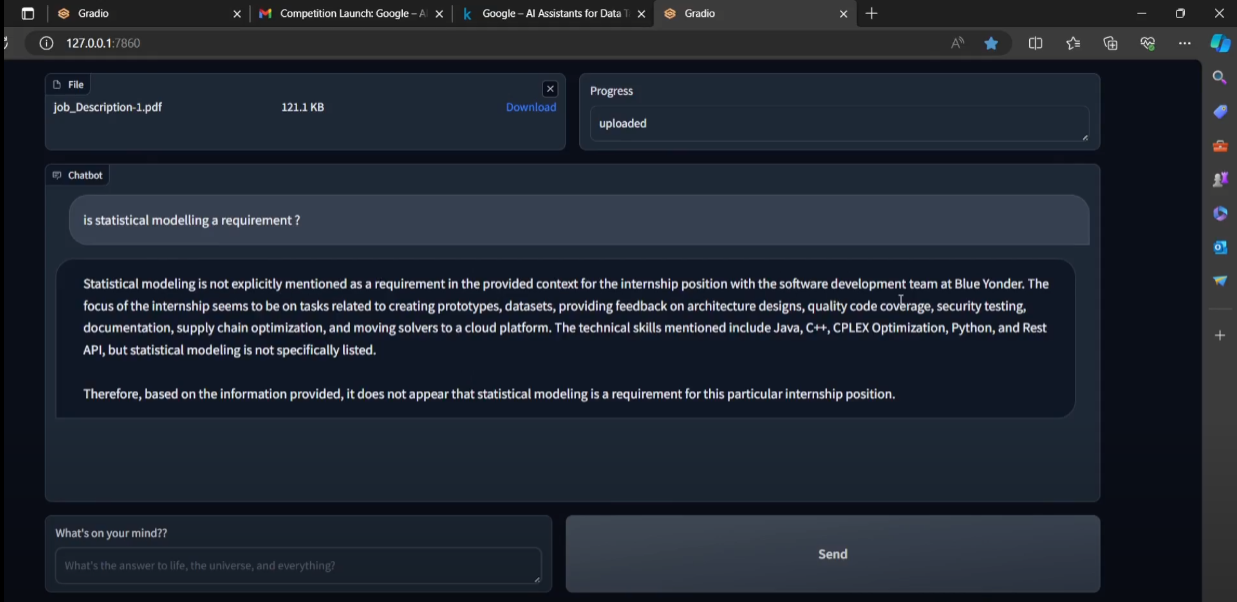 Gradio
Competition Launch: Google – A
Google – AI Assistants for Data T
Gradio
127.0.0.1:7860
File
job_Description-1.pdf 121.1 KB Download
Progress
uploaded
Chatbot
is statistical modelling a requirement ?
Statistical modeling is not explicitly mentioned as a requirement in the provided context for the internship position with the software development team at Blue Yonder. The
focus of the internship seems to be on tasks related to creating prototypes, datasets, providing feedback on architecture designs, quality code coverage, security testing,
documentation, supply chain optimization, and moving solvers to a cloud platform. The technical skills mentioned include Java, C++, CPLEX Optimization, Python, and Rest
API, but statistical modeling is not specifically listed.
Therefore, based on the information provided, it does not appear that statistical modeling is a requirement for this particular internship position.
What's on your mind??
What's the answer to life, the universe, and everything?
Send